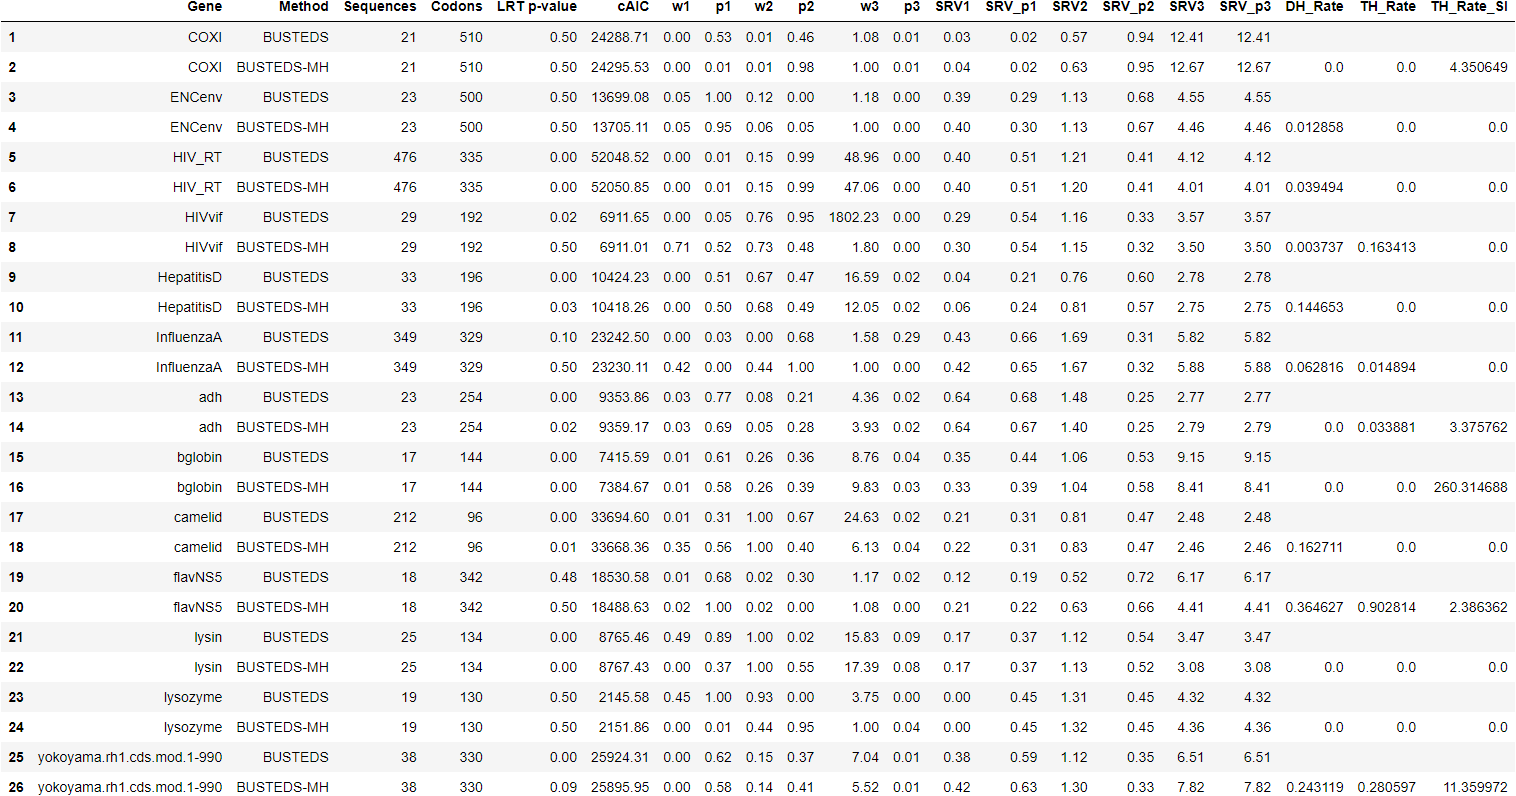 Gene Method Sequences Codons LRT p-value cAIC w1 p1 w2 p2 w3 p3 SRV1 SRV_p1 SRV2 SRV_p2 SRV3 SRV_p3 DH_Rate TH_Rate TH_Rate_SI
1 COXI BUSTEDS 21 510 0.50 24288.71 0.00 0.53 0.01 0.46 1.08 0.01 0.03 0.02 0.57 0.94 12.41 12.41
2 COXI BUSTEDS-MH 21 510 0.50 24295.53 0.00 0.01 0.01 0.98 1.00 0.01 0.04 0.02 0.63 0.95 12.67 12.67 0.0 0.0 4.350649
3 ENCenv BUSTEDS 23 500 0.50 13699.08 0.05 1.00 0.12 0.00 1.18 0.00 0.39 0.29 1.13 0.68 4.55 4.55
4 ENCenv BUSTEDS-MH 23 500 0.50 13705.11 0.05 0.95 0.06 0.05 1.00 0.00 0.40 0.30 1.13 0.67 4.46 4.46 0.012858 0.0 0.0
5 HIV_RT BUSTEDS 476 335 0.00 52048.52 0.00 0.01 0.15 0.99 48.96 0.00 0.40 0.51 1.21 0.41 4.12 4.12
6 HIV_RT BUSTEDS-MH 476 335 0.00 52050.85 0.00 0.01 0.15 0.99 47.06 0.00 0.40 0.51 1.20 0.41 4.01 4.01 0.039494 0.0 0.0
7 HIVvif BUSTEDS 29 192 0.02 6911.65 0.00 0.05 0.76 0.95 1802.23 0.00 0.29 0.54 1.16 0.33 3.57 3.57
8 HIVvif BUSTEDS-MH 29 192 0.50 6911.01 0.71 0.52 0.73 0.48 1.80 0.00 0.30 0.54 1.15 0.32 3.50 3.50 0.003737 0.163413 0.0
9 HepatitisD BUSTEDS 33 196 0.00 10424.23 0.00 0.51 0.67 0.47 16.59 0.02 0.04 0.21 0.76 0.60 2.78 2.78
10 HepatitisD BUSTEDS-MH 33 196 0.03 10418.26 0.00 0.50 0.68 0.49 12.05 0.02 0.06 0.24 0.81 0.57 2.75 2.75 0.144653 0.0 0.0
11 InfluenzaA BUSTEDS 349 329 0.10 23242.50 0.00 0.03 0.00 0.68 1.58 0.29 0.43 0.66 1.69 0.31 5.82 5.82
12 InfluenzaA BUSTEDS-MH 349 329 0.50 23230.11 0.42 0.00 0.44 1.00 1.00 0.00 0.42 0.65 1.67 0.32 5.88 5.88 0.062816 0.014894 0.0
13 adh BUSTEDS 23 254 0.00 9353.86 0.03 0.77 0.08 0.21 4.36 0.02 0.64 0.68 1.48 0.25 2.77 2.77
14 adh BUSTEDS-MH 23 254 0.02 9359.17 0.03 0.69 0.05 0.28 3.93 0.02 0.64 0.67 1.40 0.25 2.79 2.79 0.0 0.033881 3.375762
15 bglobin BUSTEDS 17 144 0.00 7415.59 0.01 0.61 0.26 0.36 8.76 0.04 0.35 0.44 1.06 0.53 9.15 9.15
16 bglobin BUSTEDS-MH 17 144 0.00 7384.67 0.01 0.58 0.26 0.39 9.83 0.03 0.33 0.39 1.04 0.58 8.41 8.41 0.0 0.0 260.314688
17 camelid BUSTEDS 212 96 0.00 33694.60 0.01 0.31 1.00 0.67 24.63 0.02 0.21 0.31 0.81 0.47 2.48 2.48
18 camelid BUSTEDS-MH 212 96 0.01 33668.36 0.35 0.56 1.00 0.40 6.13 0.04 0.22 0.31 0.83 0.47 2.46 2.46 0.162711 0.0 0.0
19 flavNS5 BUSTEDS 18 342 0.48 18530.58 0.01 0.68 0.02 0.30 1.17 0.02 0.12 0.19 0.52 0.72 6.17 6.17
20 flavNS5 BUSTEDS-MH 18 342 0.50 18488.63 0.02 1.00 0.02 0.00 1.08 0.00 0.21 0.22 0.63 0.66 4.41 4.41 0.364627 0.902814 2.386362
21 lysin BUSTEDS 25 134 0.00 8765.46 0.49 0.89 1.00 0.02 15.83 0.09 0.17 0.37 1.12 0.54 3.47 3.47
22 lysin BUSTEDS-MH 25 134 0.00 8767.43 0.00 0.37 1.00 0.55 17.39 0.08 0.17 0.37 1.13 0.52 3.08 3.08 0.0 0.0 0.0
23 lysozyme BUSTEDS 19 130 0.50 2145.58 0.45 1.00 0.93 0.00 3.75 0.00 0.00 0.45 1.31 0.45 4.32 4.32
24 lysozyme BUSTEDS-MH 19 130 0.50 2151.86 0.00 0.01 0.44 0.95 1.00 0.04 0.00 0.45 1.32 0.45 4.36 4.36 0.0 0.0 0.0
25 yokoyama.rh1.cds.mod.1-990 BUSTEDS 38 330 0.00 25924.31 0.00 0.62 0.15 0.37 7.04 0.01 0.38 0.59 1.12 0.35 6.51 6.51
26 yokoyama.rh1.cds.mod.1-990 BUSTEDS-MH 38 330 0.09 25895.95 0.00 0.58 0.14 0.41 5.52 0.01 0.42 0.63 1.30 0.33 7.82 7.82 0.243119 0.280597 11.359972